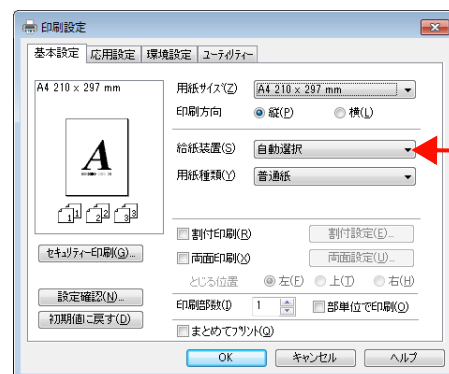 印刷設定
基本設定 応用設定 環境設定 ユーティリティー
A4 210 x 297 mm
用紙サイズ(Z) A4 210 x 297 mm
印刷方向 縦(P) 横(L)
給紙装置(S) 自動選択
用紙種類(Y) 普通紙
A
1 1 2 2 3 3
割付印刷(R) 割付設定(E)...
セキュリティー印刷(G)...
両面印刷(X) 両面設定(U)...
とじる位置 左(F) 上(T) 右(H)
設定確認(N)...
印刷部数(I) 1 部単位で印刷(O)
初期値に戻す(D)
まとめてプリント(Q)
OK キャンセル ヘルプ